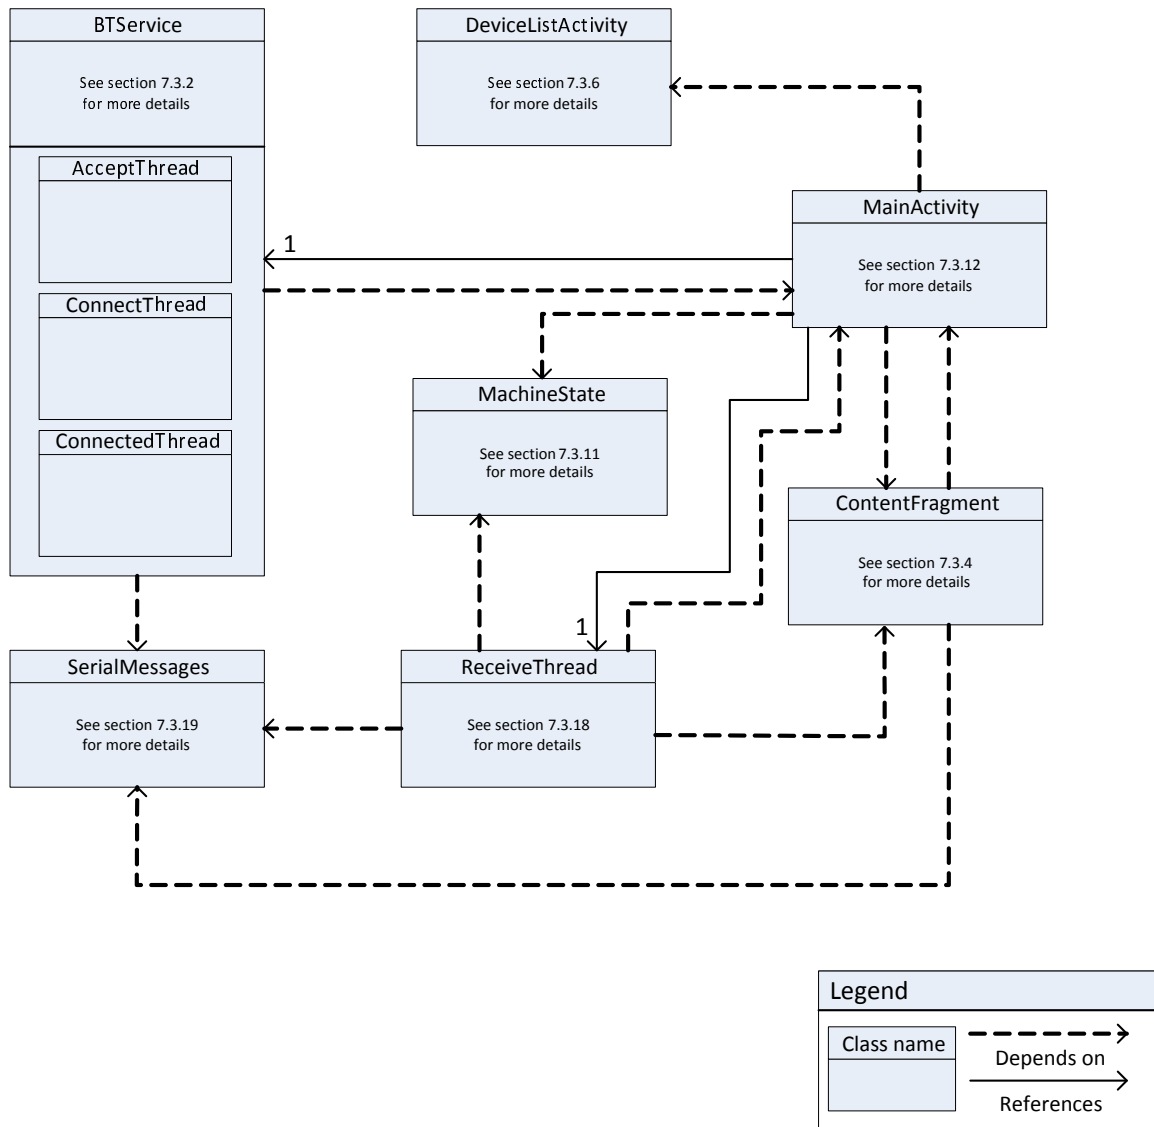 BTService
See section 7.3.2
for more details
AcceptThread
ConnectThread
ConnectedThread
DeviceListActivity
See section 7.3.6
for more details
MainActivity
See section 7.3.12
for more details
1
MachineState
See section 7.3.11
for more details
ContentFragment
See section 7.3.4
for more details
1
SerialMessages
See section 7.3.19
for more details
ReceiveThread
See section 7.3.18
for more details
Legend
Class name
Depends on
References